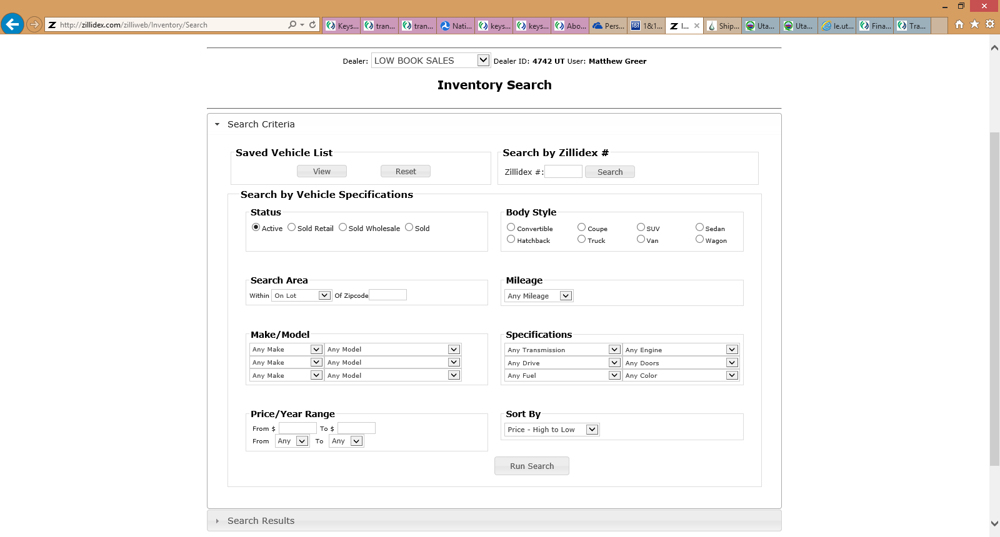 http://zillidex.com/zilliweb/Inventory/Search
Keys... tran... tran... Nati... keys... keys... Abo... Pers... 1&1... I... Ship... Uta... Uta... le.ut... Fina... Tra...
Dealer: LOW BOOK SALES Dealer ID: 4742 UT User: Matthew Greer
Inventory Search
Search Criteria
Saved Vehicle List
View Reset
Search by Zillidex #
Zillidex #: Search
Search by Vehicle Specifications
Status
Active Sold Retail Sold Wholesale Sold
Body Style
Convertible Coupe SUV Sedan
Hatchback Truck Van Wagon
Search Area
Within On Lot Of Zipcode
Mileage
Any Mileage
Make/Model
Any Make Any Model
Any Make Any Model
Any Make Any Model
Specifications
Any Transmission Any Engine
Any Drive Any Doors
Any Fuel Any Color
Price/Year Range
From $ To $
From Any To Any
Sort By
Price - High to Low
Run Search
Search Results